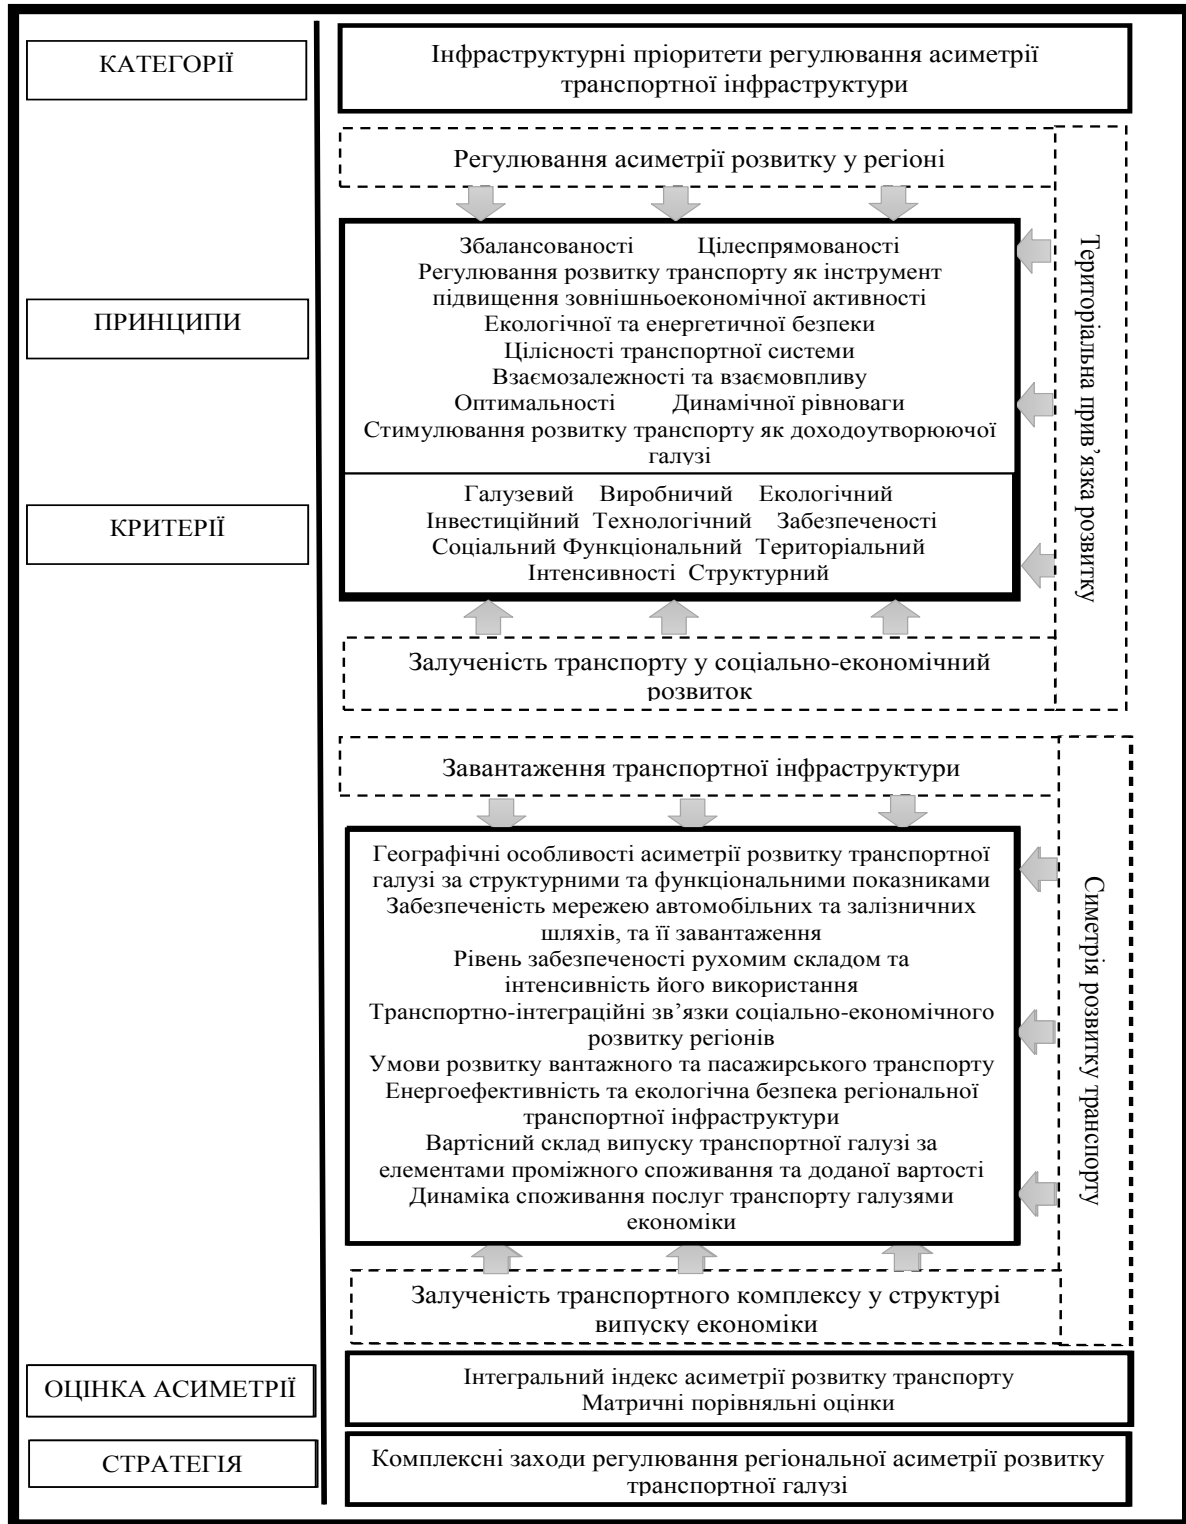 КАТЕГОРІЇ
Інфраструктурні пріоритети регулювання асиметрії
транспортної інфраструктури
Регулювання асиметрії розвитку у регіоні
ПРИНЦИПИ
Збалансованості Цілеспрямованості
Регулювання розвитку транспорту як інструмент
підвищення зовнішньоекономічної активності
Екологічної та енергетичної безпеки
Цілісності транспортної системи
Взаємозалежності та взаємовпливу
Оптимальності Динамічної рівноваги
Стимулювання розвитку транспорту як доходоутворюючої
галузі
КРИТЕРІЇ
Галузевий Виробничий Екологічний
Інвестиційний Технологічний Забезпеченості
Соціальний Функціональний Територіальний
Інтенсивності Структурний
Територіальна прив’язка розвитку
Залученість транспорту у соціально-економічний
розвиток
Завантаження транспортної інфраструктури
Географічні особливості асиметрії розвитку транспортної
галузі за структурними та функціональними показниками
Забезпеченість мережею автомобільних та залізничних
шляхів, та її завантаження
Рівень забезпеченості рухомим складом та
інтенсивність його використання
Транспортно-інтеграційні зв’язки соціально-економічного
розвитку регіонів
Умови розвитку вантажного та пасажирського транспорту
Енергоефективність та екологічна безпека регіональної
транспортної інфраструктури
Вартісний склад випуску транспортної галузі за
елементами проміжного споживання та доданої вартості
Динаміка споживання послуг транспорту галузями
економіки
Симетрія розвитку транспорту
Залученість транспортного комплексу у структурі
випуску економіки
ОЦІНКА АСИМЕТРІЇ
Інтегральний індекс асиметрії розвитку транспорту
Матричні порівняльні оцінки
СТРАТЕГІЯ
Комплексні заходи регулювання регіональної асиметрії розвитку
транспортної галузі